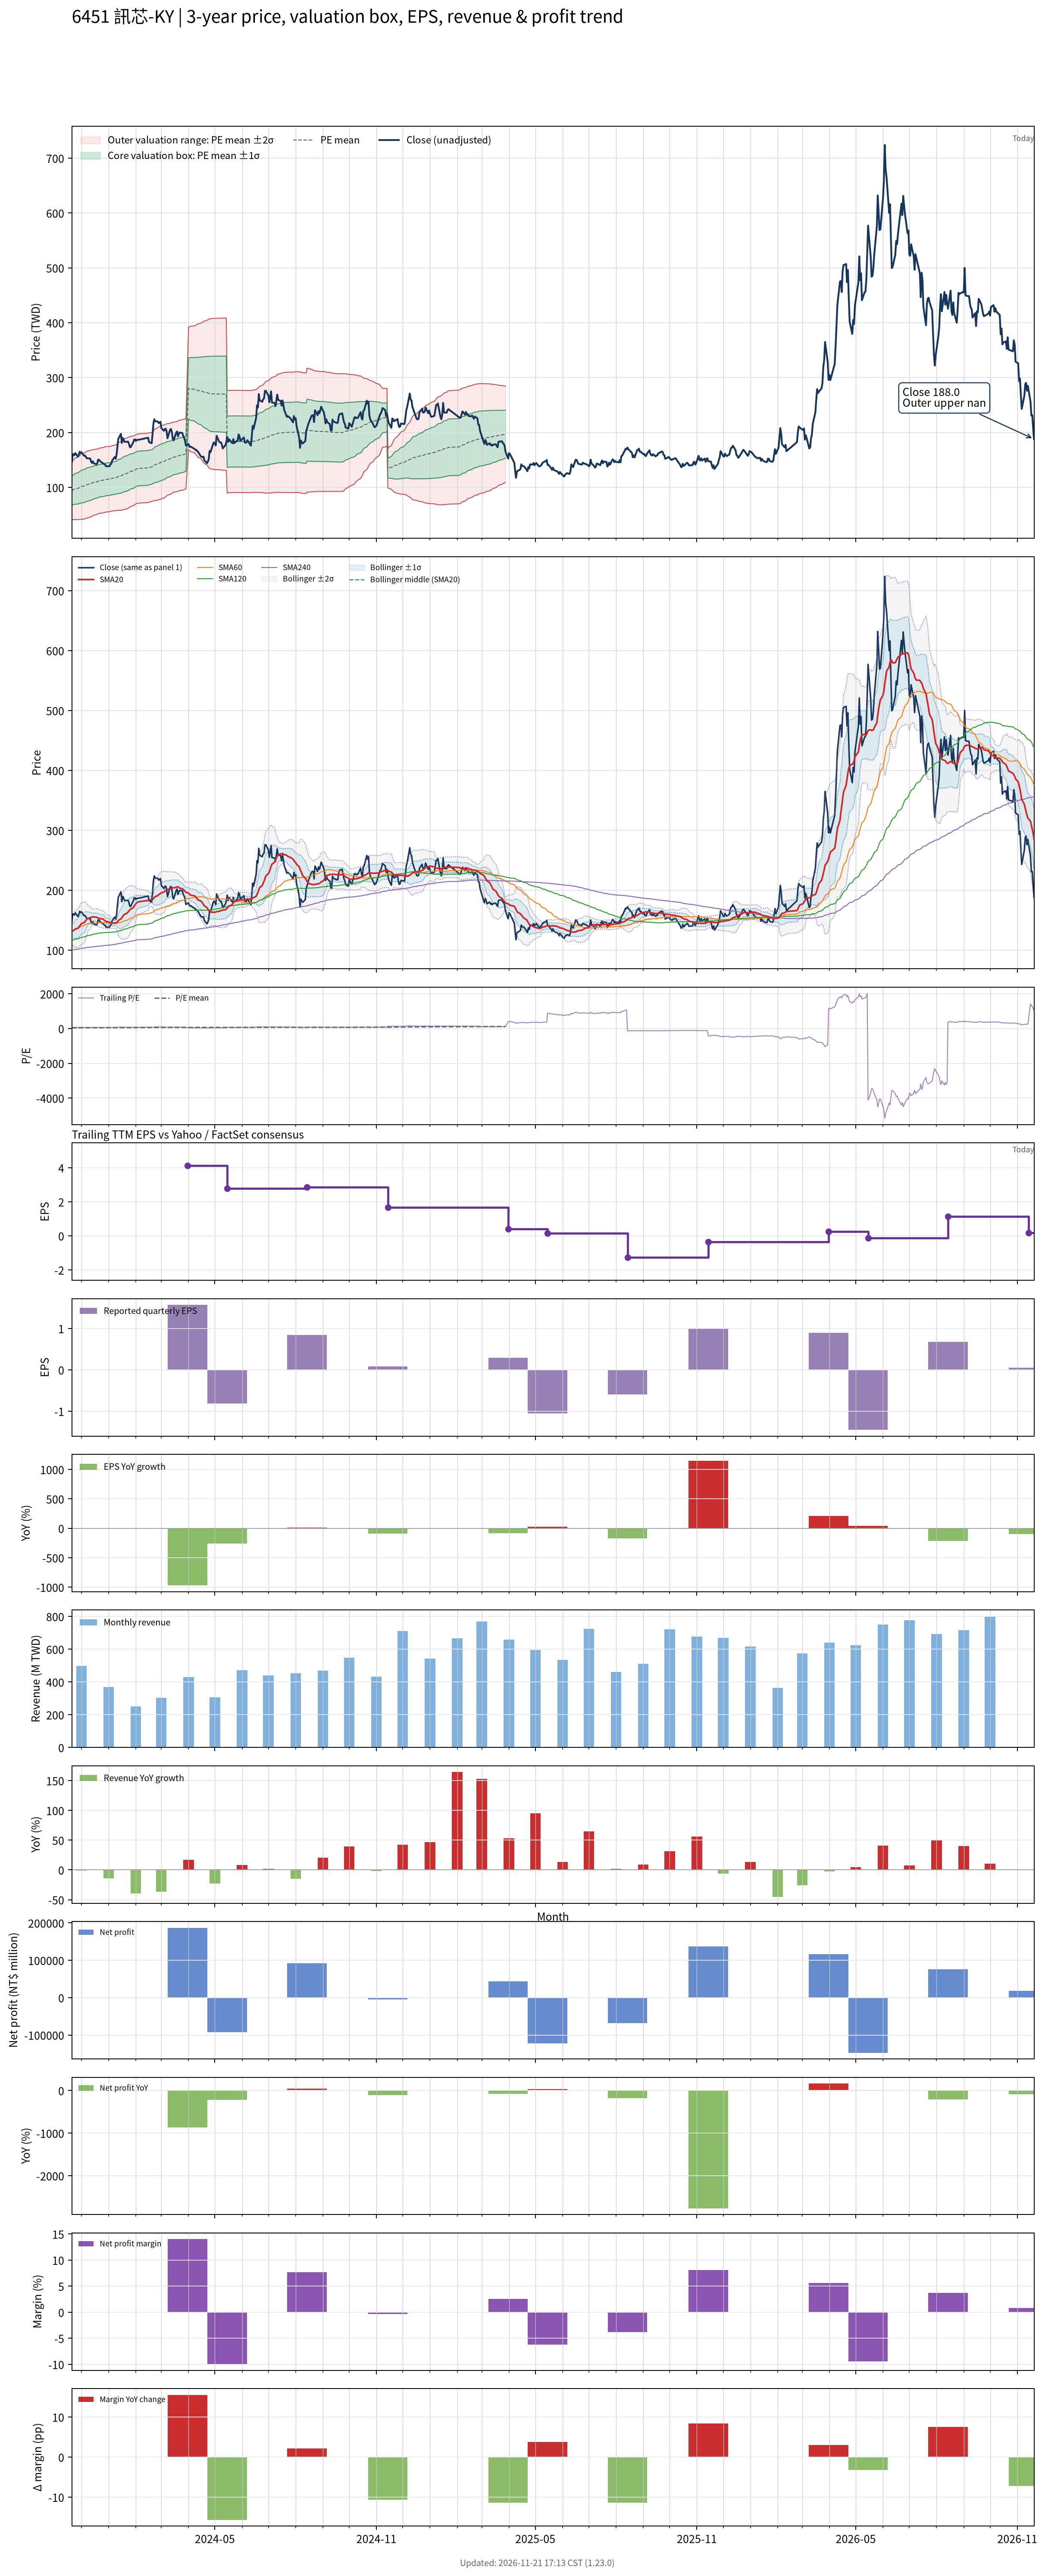 6451 訊芯-KY | 3-year price, valuation box, EPS, revenue & profit trend
Outer valuation range: PE mean ±2σ
PE mean
Close (unadjusted)
Core valuation box: PE mean ±1σ
Today
700
600
500
400
300
200
100
Price (TWD)
Close 188.0
Outer upper nan
Close (same as panel 1)
SMA20
SMA60
SMA120
SMA240
Bollinger ±2σ
Bollinger ±1σ
Bollinger middle (SMA20)
700
600
500
400
300
200
100
Price
Trailing P/E
P/E mean
2000
0
-2000
-4000
P/E
Trailing TTM EPS vs Yahoo / FactSet consensus
Today
4
2
0
-2
EPS
Reported quarterly EPS
1
0
-1
EPS
EPS YoY growth
1000
500
0
-500
-1000
YoY (%)
Monthly revenue
800
600
400
200
0
Revenue (M TWD)
Revenue YoY growth
150
100
50
0
-50
YoY (%)
Month
Net profit
200000
100000
0
-100000
Net profit (NT$ million)
Net profit YoY
0
-1000
-2000
YoY (%)
Net profit margin
15
10
5
0
-5
-10
Margin (%)
Margin YoY change
10
0
-10
Δ margin (pp)
2024-05
2024-11
2025-05
2025-11
2026-05
2026-11
Updated: 2026-11-21 17:13 CST (1.23.0)